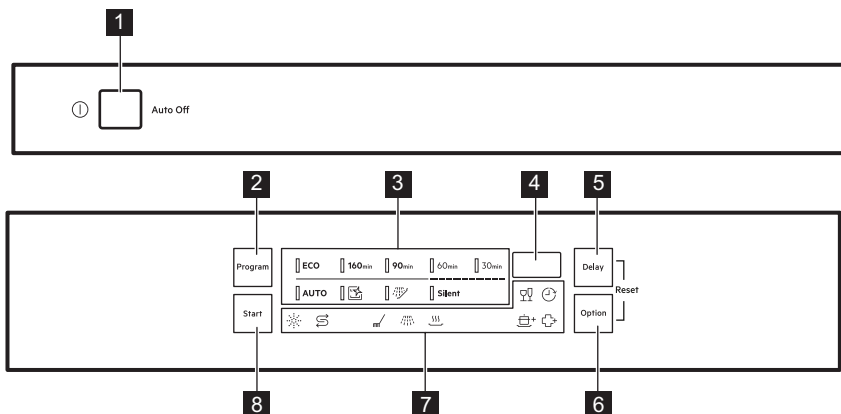 1
Auto Off
2 3 4 5
Program
ECO 160min 90min 60min 30min
Delay
AUTO Silent
Reset
Start
Option
8 7 6